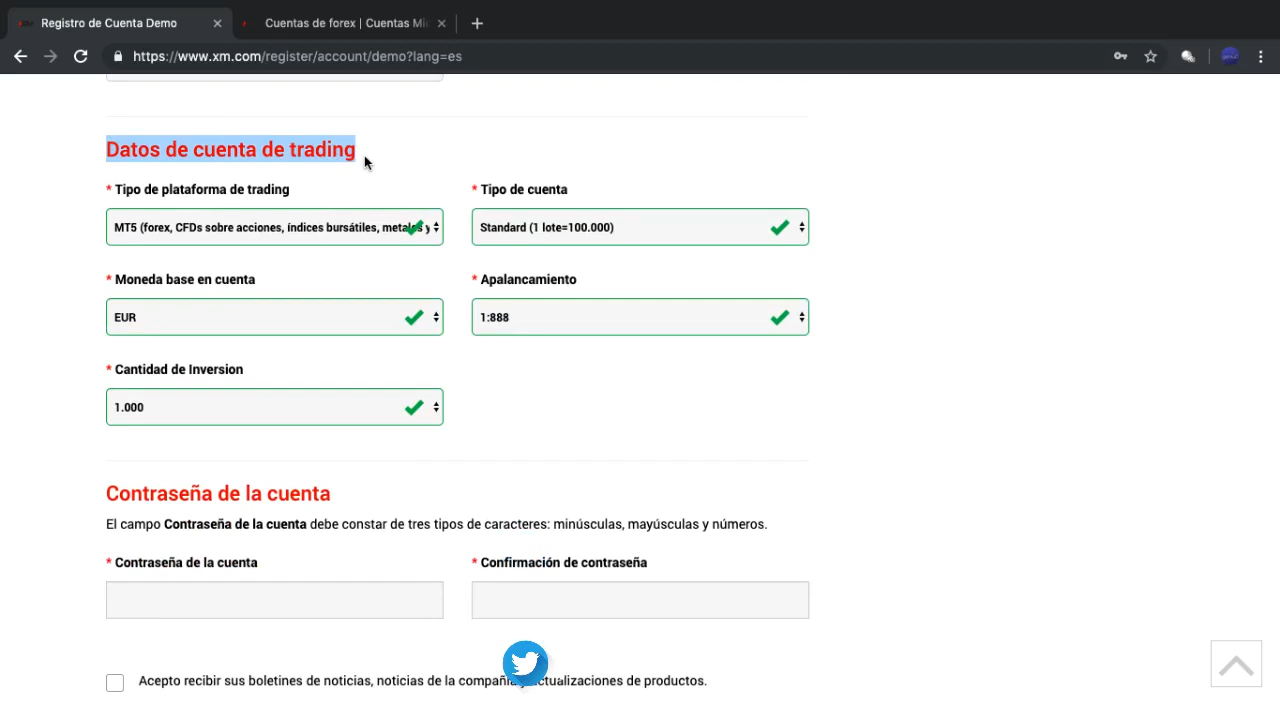 Registro de Cuenta Demo
Cuentas de forex | Cuentas Mi
https://www.xm.com/register/account/demo?lang=es
Datos de cuenta de trading
* Tipo de plataforma de trading
* Tipo de cuenta
MT5 (forex, CFDs sobre acciones, índices bursátiles, metales y
Standard (1 lote=100.000)
* Moneda base en cuenta
* Apalancamiento
EUR
1:888
* Cantidad de Inversion
1.000
Contraseña de la cuenta
El campo Contraseña de la cuenta debe constar de tres tipos de caracteres: minúsculas, mayúsculas y números.
* Contraseña de la cuenta
* Confirmación de contraseña
Acepto recibir sus boletines de noticias, noticias de la compañía actualizaciones de productos.